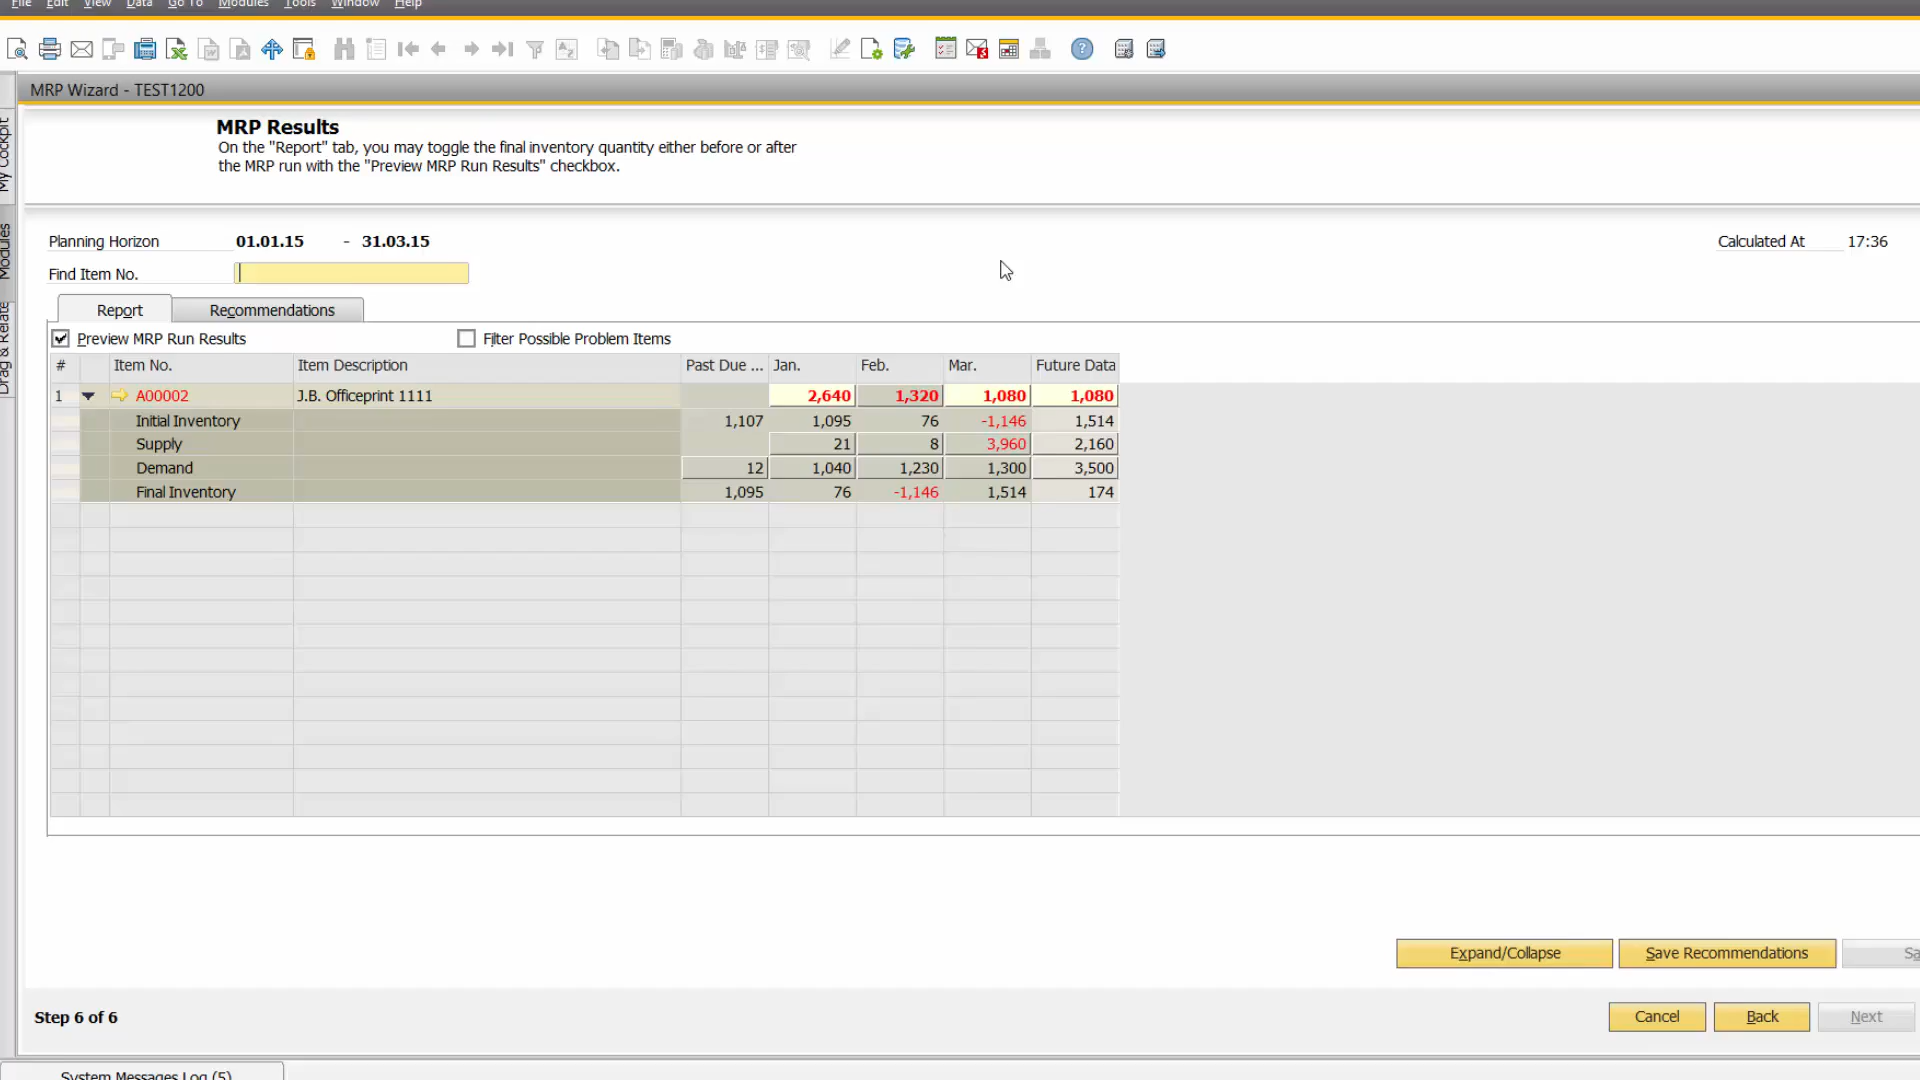 File Edit View Data Go To Modules Tools Window Help
MRP Wizard - TEST1200
MRP Results
On the "Report" tab, you may toggle the final inventory quantity either before or after
the MRP run with the "Preview MRP Run Results" checkbox.
My Cockpit
Modules
Drag & Relate
Planning Horizon 01.01.15 - 31.03.15 Calculated At 17:36
Find Item No.
Report Recommendations
Preview MRP Run Results Filter Possible Problem Items
# Item No. Item Description Past Due ... Jan. Feb. Mar. Future Data
1 A00002 J.B. Officeprint 1111 2,640 1,320 1,080 1,080
Initial Inventory 1,107 1,095 76 -1,146 1,514
Supply 21 8 3,960 2,160
Demand 12 1,040 1,230 1,300 3,500
Final Inventory 1,095 76 -1,146 1,514 174
Expand/Collapse Save Recommendations Sa
Step 6 of 6 Cancel Back Next
System Messages Log (5)